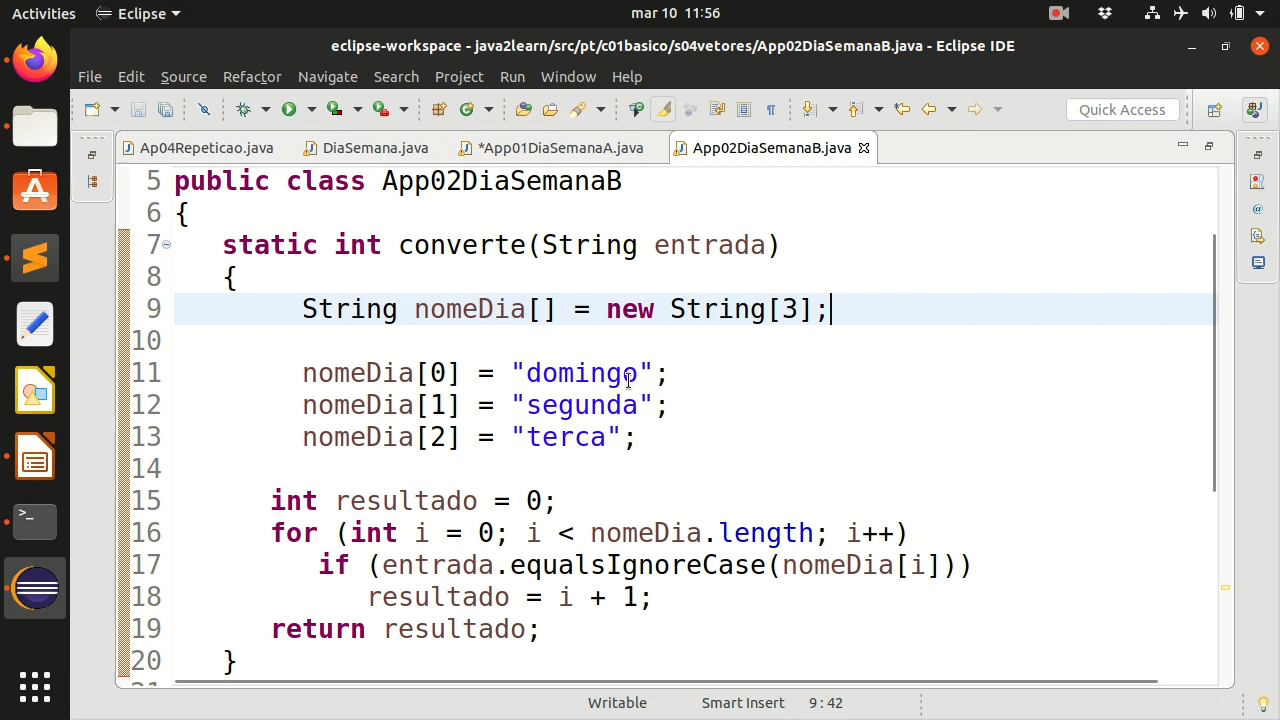 Activities Eclipse mar 10 11:56
eclipse-workspace - java2learn/src/pt/c01basico/s04vetores/App02DiaSemanaB.java - Eclipse IDE
File Edit Source Refactor Navigate Search Project Run Window Help
Quick Access
Ap04Repeticao.java DiaSemana.java *App01DiaSemanaA.java App02DiaSemanaB.java
5 public class App02DiaSemanaB
6 {
7 static int converte(String entrada)
8 {
9 String nomeDia[] = new String[3];
10
11 nomeDia[0] = "domingo";
12 nomeDia[1] = "segunda";
13 nomeDia[2] = "terca";
14
15 int resultado = 0;
16 for (int i = 0; i < nomeDia.length; i++)
17 if (entrada.equalsIgnoreCase(nomeDia[i]))
18 resultado = i + 1;
19 return resultado;
20 }
Writable Smart Insert 9:42